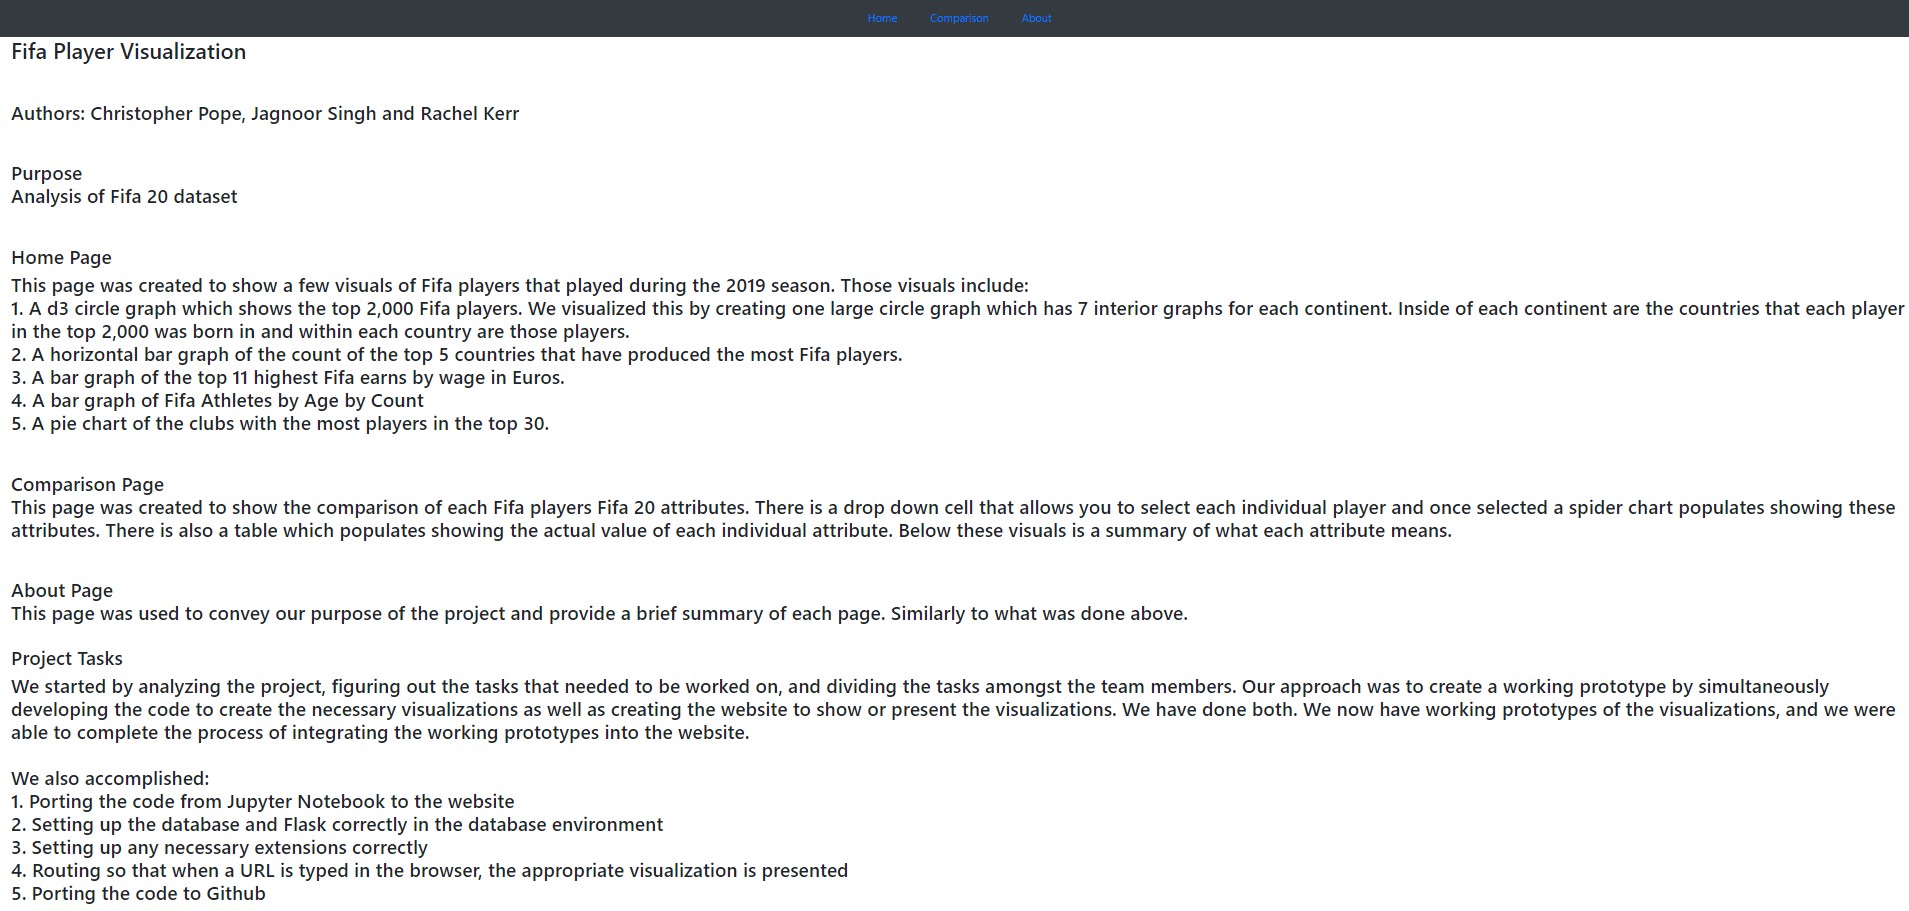 Home Comparison About
Fifa Player Visualization
Authors: Christopher Pope, Jagnoor Singh and Rachel Kerr
Purpose
Analysis of Fifa 20 dataset
Home Page
This page was created to show a few visuals of Fifa players that played during the 2019 season. Those visuals include:
1. A d3 circle graph which shows the top 2,000 Fifa players. We visualized this by creating one large circle graph which has 7 interior graphs for each continent. Inside of each continent are the countries that each player
in the top 2,000 was born in and within each country are those players.
2. A horizontal bar graph of the count of the top 5 countries that have produced the most Fifa players.
3. A bar graph of the top 11 highest Fifa earns by wage in Euros.
4. A bar graph of Fifa Athletes by Age by Count
5. A pie chart of the clubs with the most players in the top 30.
Comparison Page
This page was created to show the comparison of each Fifa players Fifa 20 attributes. There is a drop down cell that allows you to select each individual player and once selected a spider chart populates showing these
attributes. There is also a table which populates showing the actual value of each individual attribute. Below these visuals is a summary of what each attribute means.
About Page
This page was used to convey our purpose of the project and provide a brief summary of each page. Similarly to what was done above.
Project Tasks
We started by analyzing the project, figuring out the tasks that needed to be worked on, and dividing the tasks amongst the team members. Our approach was to create a working prototype by simultaneously
developing the code to create the necessary visualizations as well as creating the website to show or present the visualizations. We have done both. We now have working prototypes of the visualizations, and we were
able to complete the process of integrating the working prototypes into the website.
We also accomplished:
1. Porting the code from Jupyter Notebook to the website
2. Setting up the database and Flask correctly in the database environment
3. Setting up any necessary extensions correctly
4. Routing so that when a URL is typed in the browser, the appropriate visualization is presented
5. Porting the code to Github